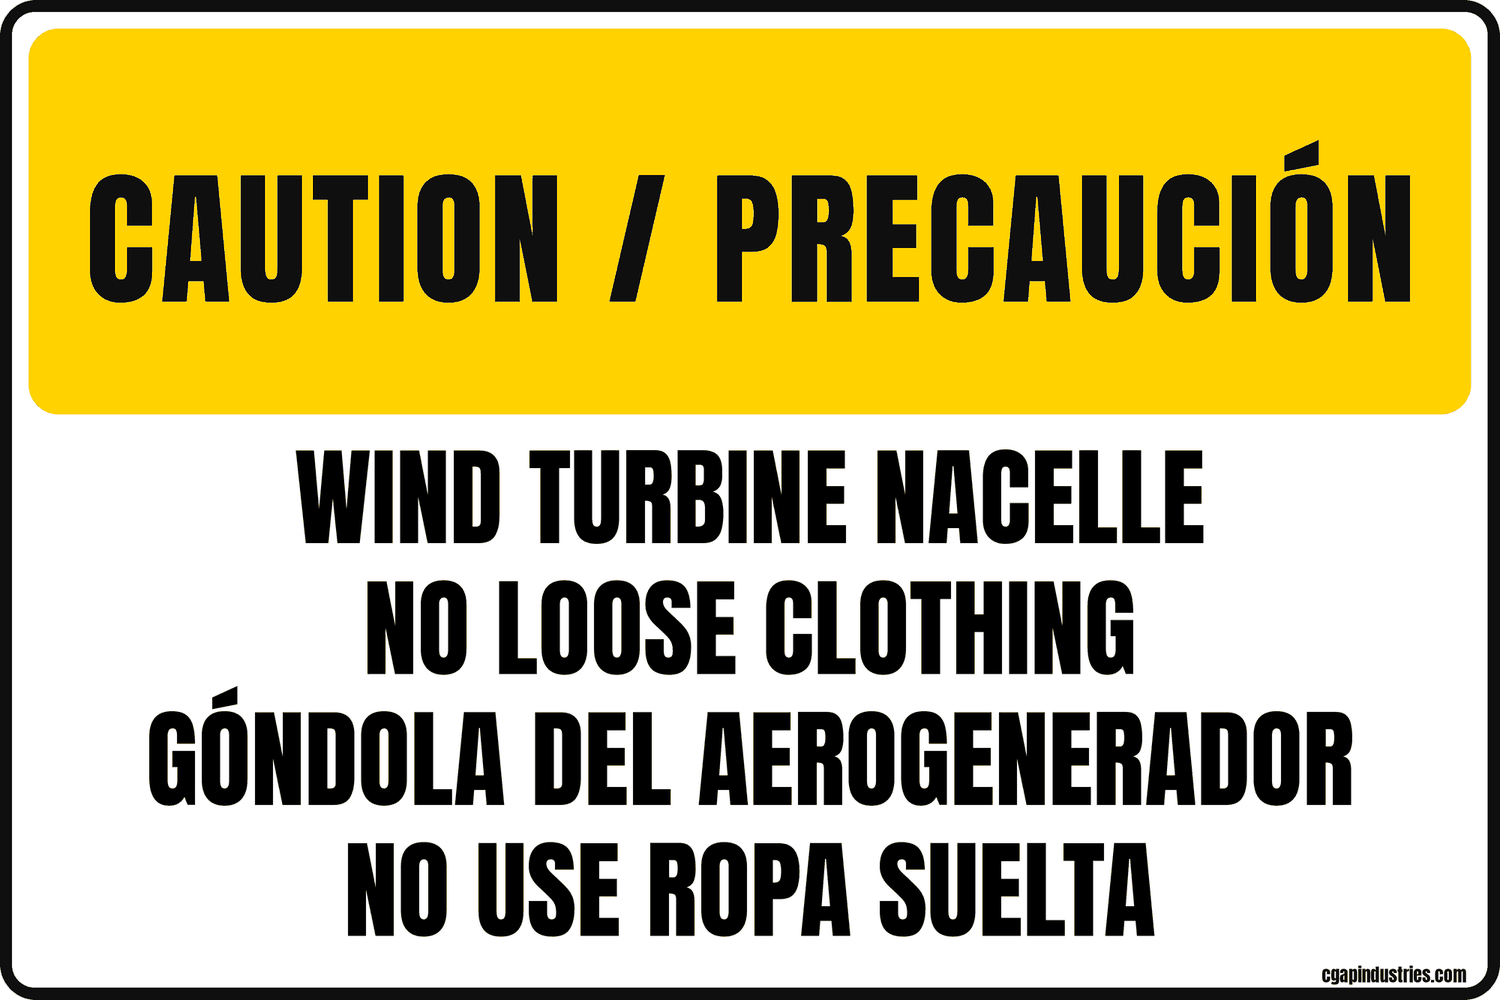 CAUTION / PRECAUCIÓN
WIND TURBINE NACELLE
NO LOOSE CLOTHING
GÓNDOLA DEL AEROGENERADOR
NO USE ROPA SUELTA
cgapindustries.com